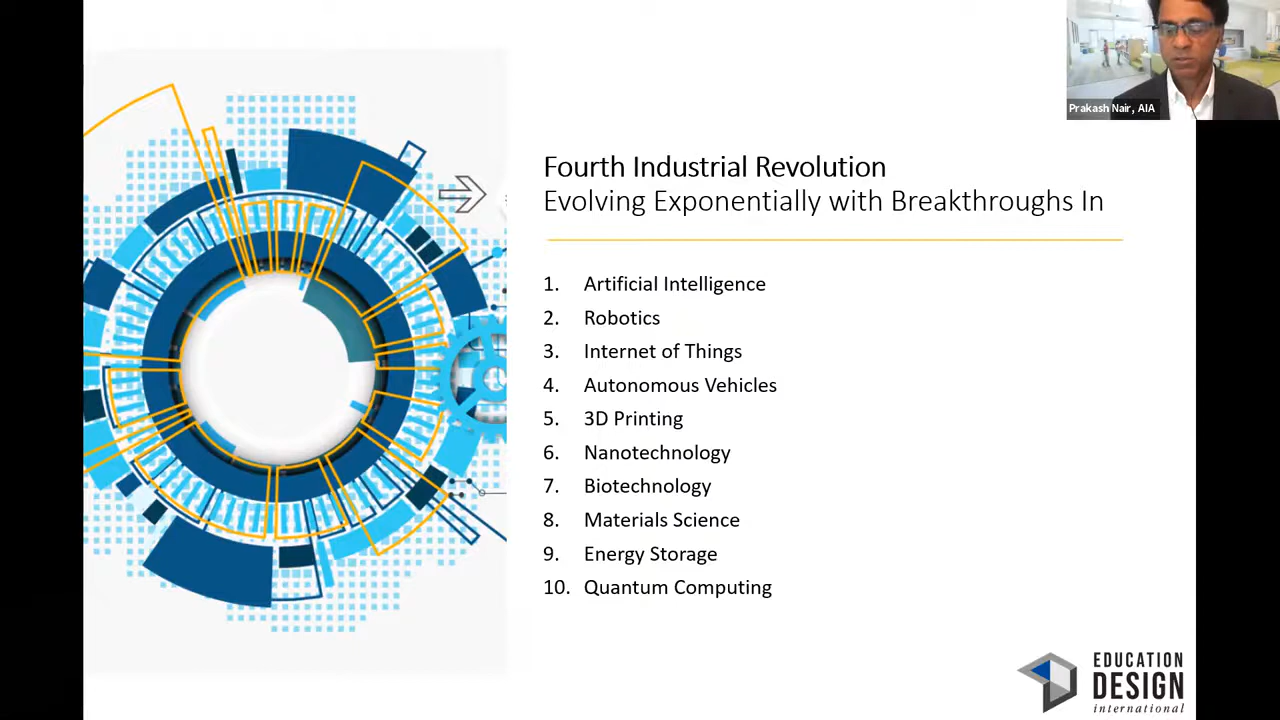 Prakash Nair, AIA
Fourth Industrial Revolution
Evolving Exponentially with Breakthroughs In
1. Artificial Intelligence
2. Robotics
3. Internet of Things
4. Autonomous Vehicles
5. 3D Printing
6. Nanotechnology
7. Biotechnology
8. Materials Science
9. Energy Storage
10. Quantum Computing
EDUCATION
DESIGN
international